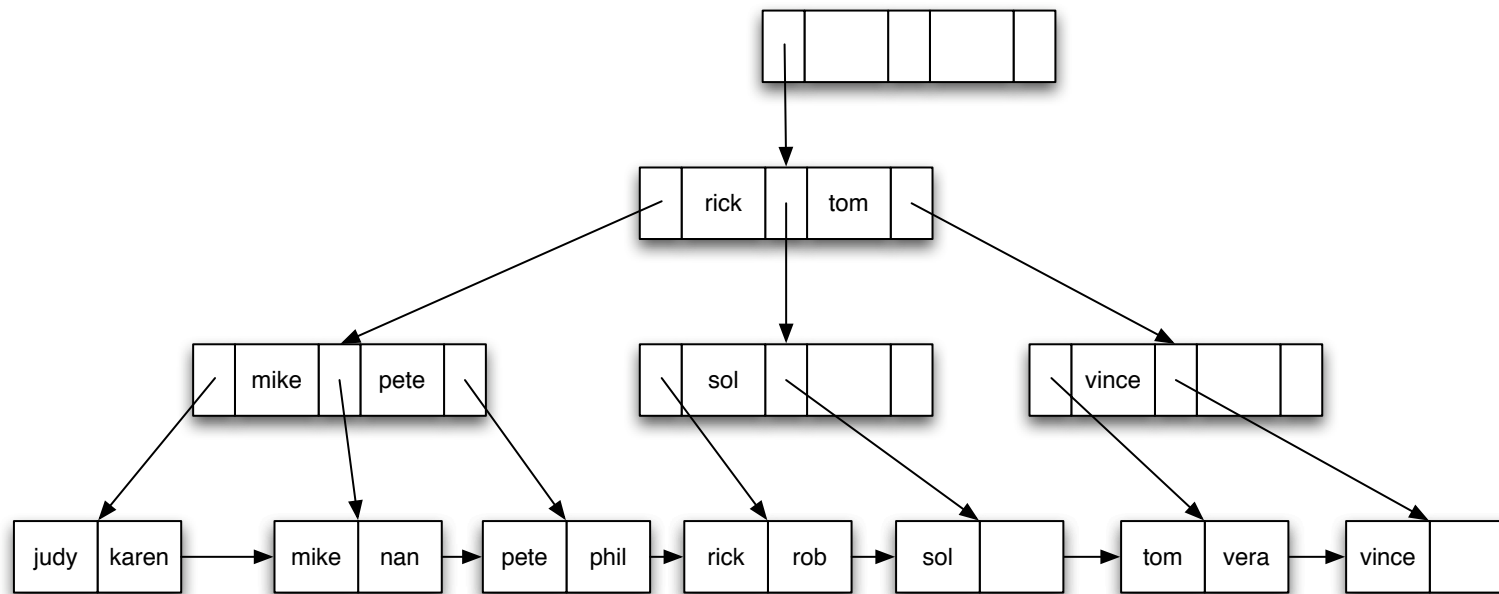 rick tom
mike pete sol vince
judy karen mike nan pete phil rick rob sol tom vera vince